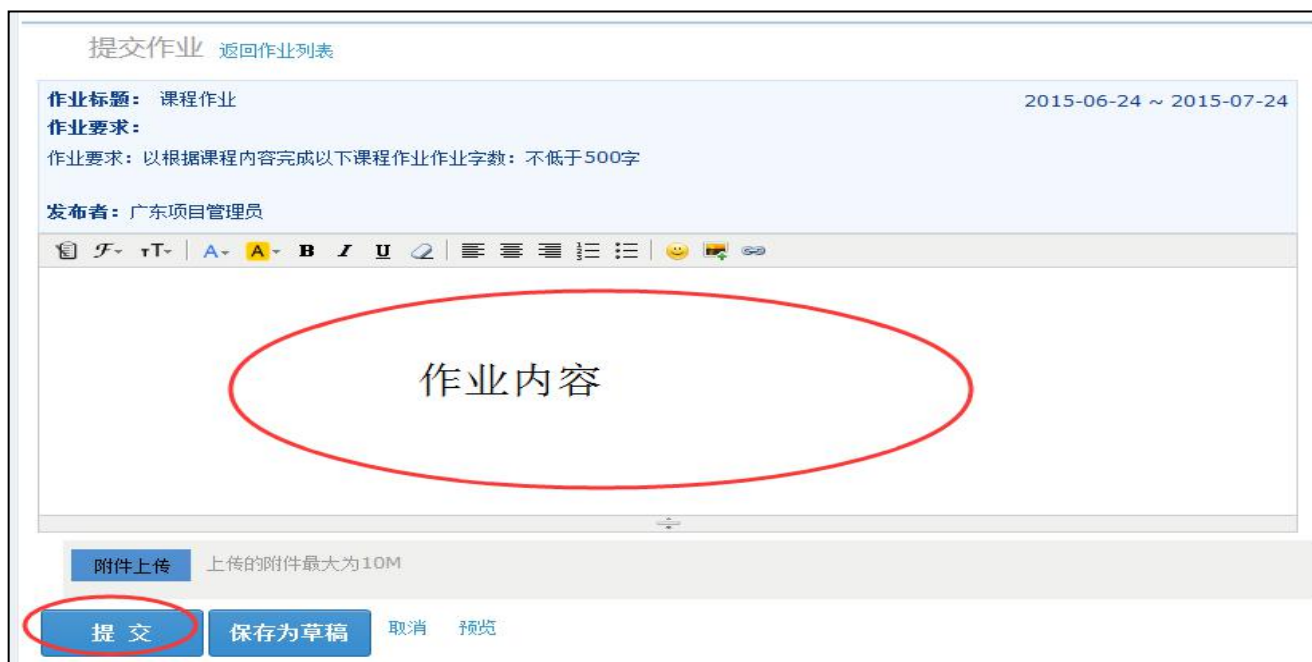 提交作业 返回作业列表
作业标题： 课程作业 2015-06-24 ~ 2015-07-24
作业要求：
作业要求：以根据课程内容完成以下课程作业作业字数：不低于500字
发布者：广东项目管理员
F TT A A B I U
作业内容
附件上传 上传的附件最大为10M
提 交 保存为草稿 取消 预览